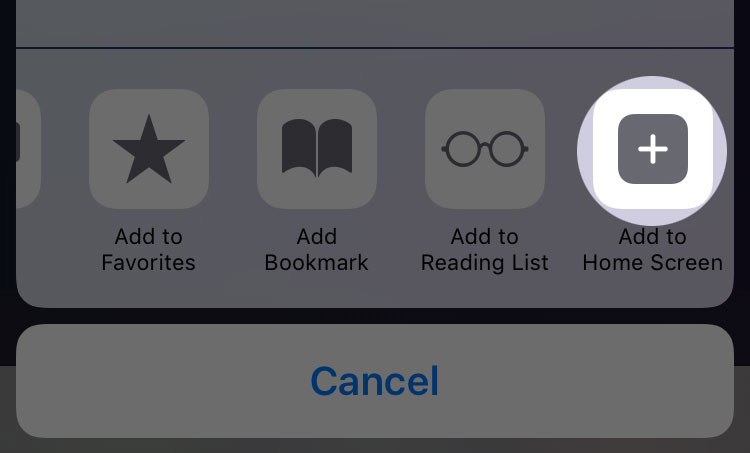 Add to
Favorites
Add
Bookmark
Add to
Reading List
Add to
Home Screen
Cancel